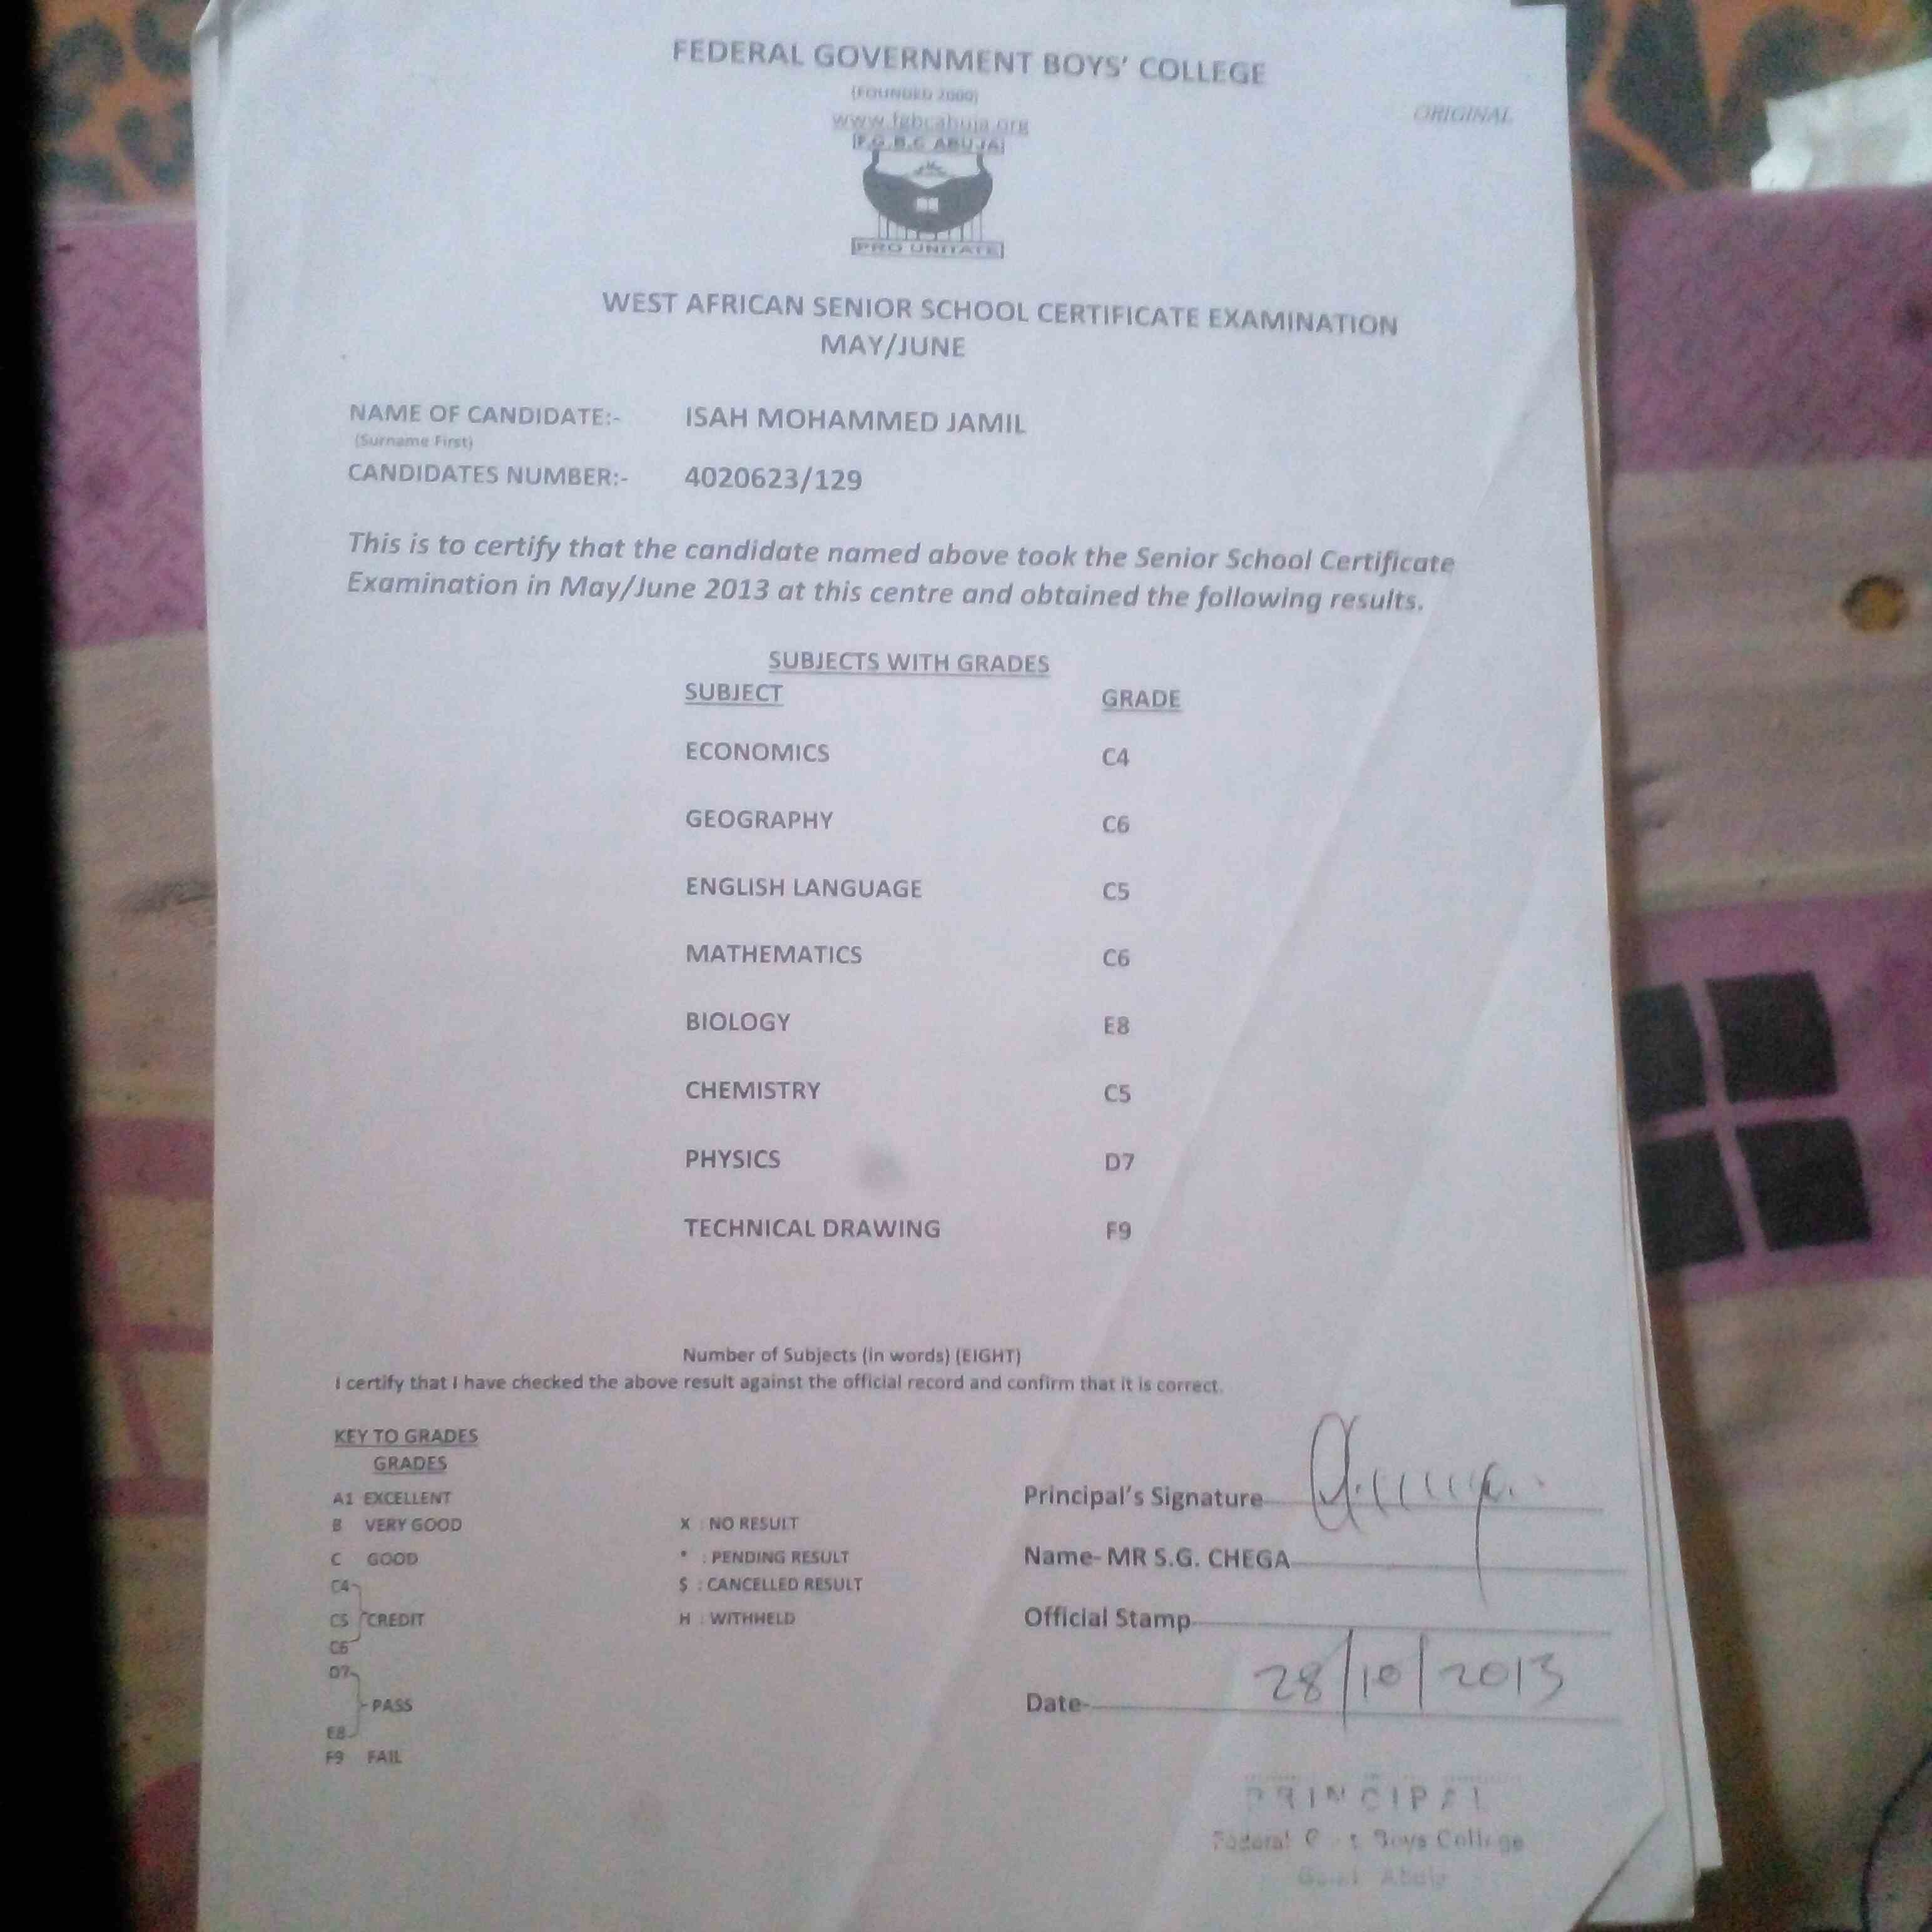 FEDERAL GOVERNMENT BOYS' COLLEGE
(FOUNDED 2000)
ORIGINAL
www.fgbcabuja.org
F.G.B.C ABUJA
PRO UNITATE
WEST AFRICAN SENIOR SCHOOL CERTIFICATE EXAMINATION
MAY/JUNE
NAME OF CANDIDATE:- ISAH MOHAMMED JAMIL
(Surname First)
CANDIDATES NUMBER:- 4020623/129
This is to certify that the candidate named above took the Senior School Certificate
Examination in May/June 2013 at this centre and obtained the following results.
SUBJECTS WITH GRADES
SUBJECT GRADE
ECONOMICS C4
GEOGRAPHY C6
ENGLISH LANGUAGE C5
MATHEMATICS C6
BIOLOGY E8
CHEMISTRY C5
PHYSICS D7
TECHNICAL DRAWING F9
Number of Subjects (in words) (EIGHT)
I certify that I have checked the above result against the official record and confirm that it is correct.
KEY TO GRADES
GRADES
A1 EXCELLENT
B VERY GOOD
C GOOD
C4
C5 CREDIT
C6
D7
PASS
E8
F9 FAIL
X : NO RESULT
* : PENDING RESULT
$ : CANCELLED RESULT
H : WITHHELD
Principal's Signature
Name- MR S.G. CHEGA
Official Stamp
Date- 28/10/2013
PRINCIPAL
Federal Boys College